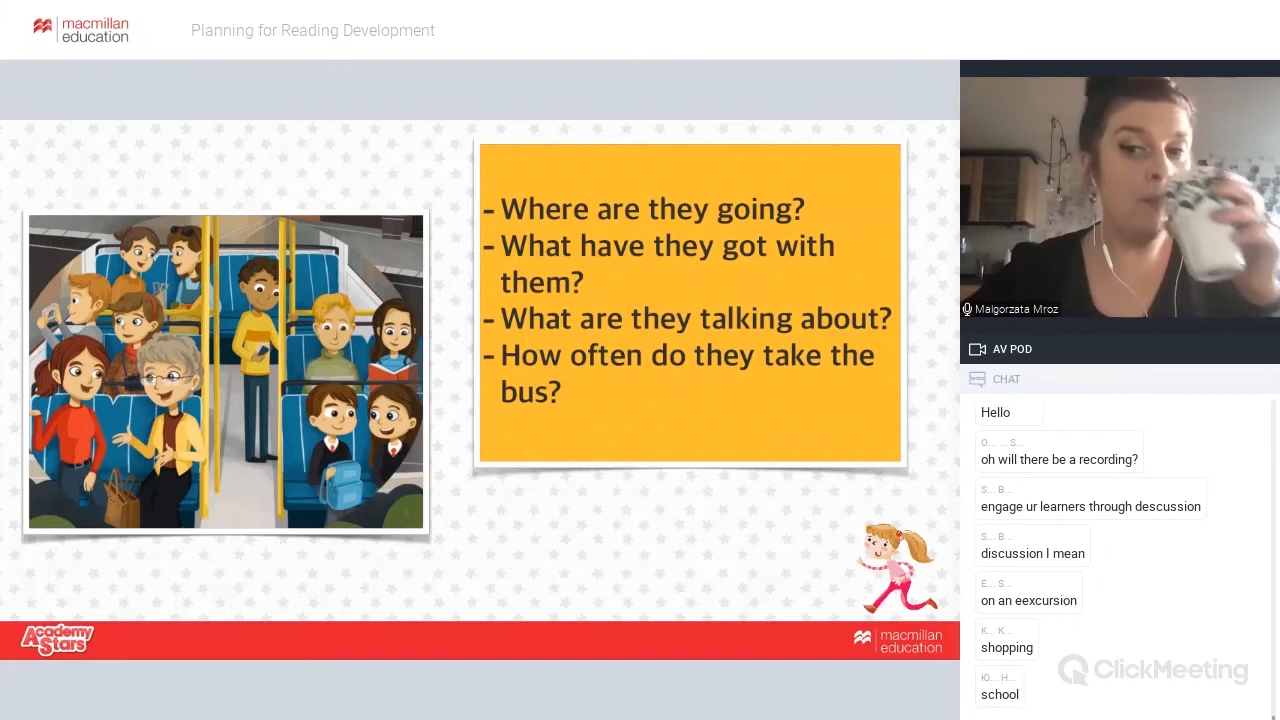 macmillan
education
Planning for Reading Development
- Where are they going?
- What have they got with
them?
- What are they talking about?
- How often do they take the
bus?
Academy
Stars
macmillan
education
Malgorzata Mroz
AV POD
CHAT
Hello
O... ... S...
oh will there be a recording?
S... B...
engage ur learners through descussion
S... B...
discussion I mean
E... S...
on an eexcursion
K... K...
shopping
Ю... Н...
school
ClickMeeting